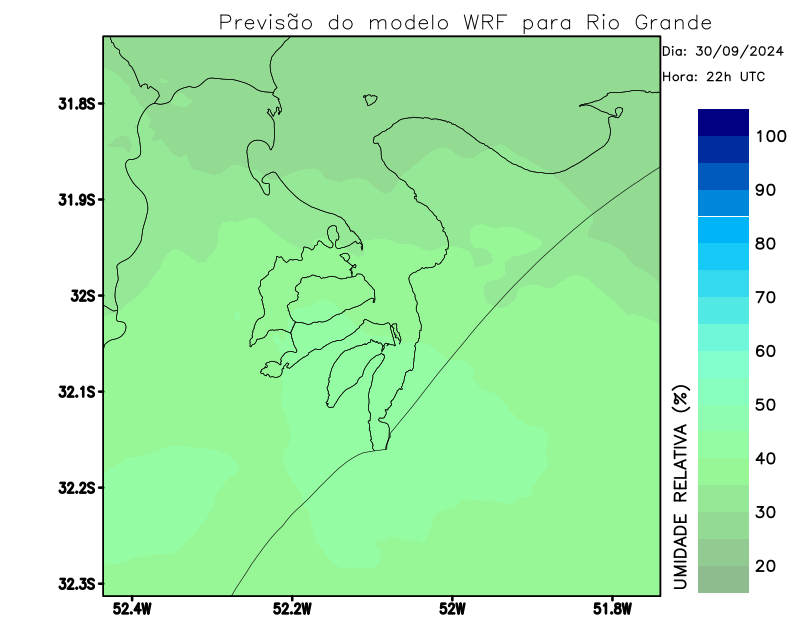 Previsão do modelo WRF para Rio Grande
Dia: 30/09/2024
Hora: 22h UTC
31.8S
31.9S
32S
32.1S
32.2S
32.3S
52.4W
52.2W
52W
51.8W
100
90
80
70
60
50
40
30
20
UMIDADE RELATIVA (%)